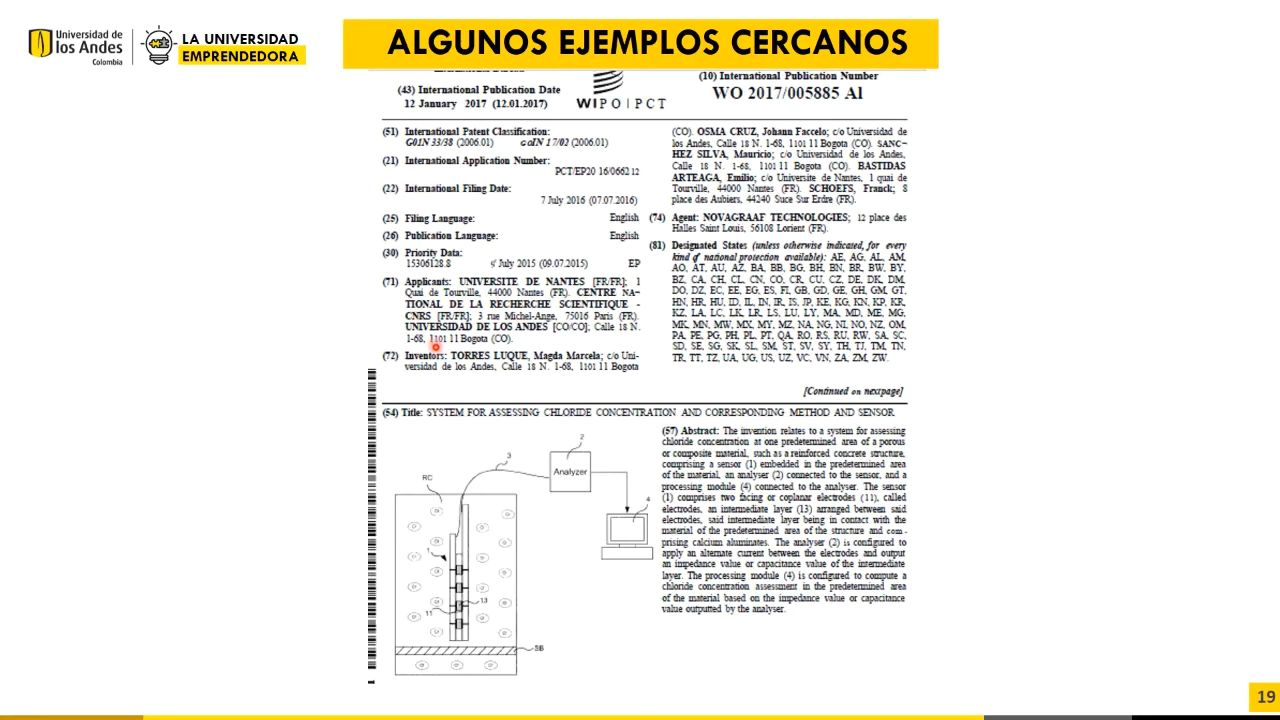 Universidad de
los Andes
Colombia
LA UNIVERSIDAD
EMPRENDEDORA
ALGUNOS EJEMPLOS CERCANOS
(43) International Publication Date
12 January 2017 (12.01.2017)
WIPO|PCT
(10) International Publication Number
WO 2017/005885 Al
(51) International Patent Classification:
G01N 33/38 (2006.01) GoIN 17/02 (2006.01)
(21) International Application Number:
PCT/EP20 16/0662 12
(22) International Filing Date:
7 July 2016 (07.07.2016)
(25) Filing Language: English
(26) Publication Language: English
(30) Priority Data:
15306128.8 9 July 2015 (09.07.2015) EP
(71) Applicants: UNIVERSITE DE NANTES [FR/FR]; 1
Quai de Tourville, 44000 Nantes (FR). CENTRE NA-
TIONAL DE LA RECHERCHE SCIENTIFIQUE -
CNRS [FR/FR]; 3 rue Michel-Ange, 75016 Paris (FR).
UNIVERSIDAD DE LOS ANDES [CO/CO]; Calle 18 N.
1-68, 1101 11 Bogota (CO).
(72) Inventors: TORRES LUQUE, Magda Marcela; c/o Uni-
versidad de los Andes, Calle 18 N. 1-68, 1101 11 Bogota
(CO). OSMA CRUZ, Johann Faccelo; c/o Universidad de
los Andes, Calle 18 N. 1-68, 1101 11 Bogota (CO). SANC-
HEZ SILVA, Mauricio; c/o Universidad de los Andes,
Calle 18 N. 1-68, 1101 11 Bogota (CO). BASTIDAS
ARTEAGA, Emilio; c/o Universite de Nantes, 1 quai de
Tourville, 44000 Nantes (FR). SCHOEFS, Franck; 8
place des Aubiers, 44240 Suce Sur Erdre (FR).
(74) Agent: NOVAGRAAF TECHNOLOGIES; 12 place des
Halles Saint Louis, 56108 Lorient (FR).
(81) Designated States (unless otherwise indicated, for every
kind of national protection available): AE, AG, AL, AM,
AO, AT, AU, AZ, BA, BB, BG, BH, BN, BR, BW, BY,
BZ, CA, CH, CL, CN, CO, CR, CU, CZ, DE, DK, DM,
DO, DZ, EC, EE, EG, ES, FI, GB, GD, GE, GH, GM, GT,
HN, HR, HU, ID, IL, IN, IR, IS, JP, KE, KG, KN, KP, KR,
KZ, LA, LC, LK, LR, LS, LU, LY, MA, MD, ME, MG,
MK, MN, MW, MX, MY, MZ, NA, NG, NI, NO, NZ, OM,
PA, PE, PG, PH, PL, PT, QA, RO, RS, RU, RW, SA, SC,
SD, SE, SG, SK, SL, SM, ST, SV, SY, TH, TJ, TM, TN,
TR, TT, TZ, UA, UG, US, UZ, VC, VN, ZA, ZM, ZW.
[Continued on nextpage]
(54) Title: SYSTEM FOR ASSESSING CHLORIDE CONCENTRATION AND CORRESPONDING METHOD AND SENSOR
2
3
Analyzer
RC
4
1
13
11
SB
(57) Abstract: The invention relates to a system for assessing
chloride concentration at one predetermined area of a porous
or composite material, such as a reinforced concrete structure,
comprising a sensor (1) embedded in the predetermined area
of the material, an analyser (2) connected to the sensor, and a
processing module (4) connected to the analyser. The sensor
(1) comprises two facing or coplanar electrodes (11), called
electrodes, an intermediate layer (13) arranged between said
electrodes, said intermediate layer being in contact with the
material of the predetermined area of the structure and com -
prising calcium aluminates. The analyser (2) is configured to
apply an alternate current between the electrodes and output
an impedance value or capacitance value of the intermediate
layer. The processing module (4) is configured to compute a
chloride concentration assessment in the predetermined area
of the material based on the impedance value or capacitance
value outputted by the analyser.
19